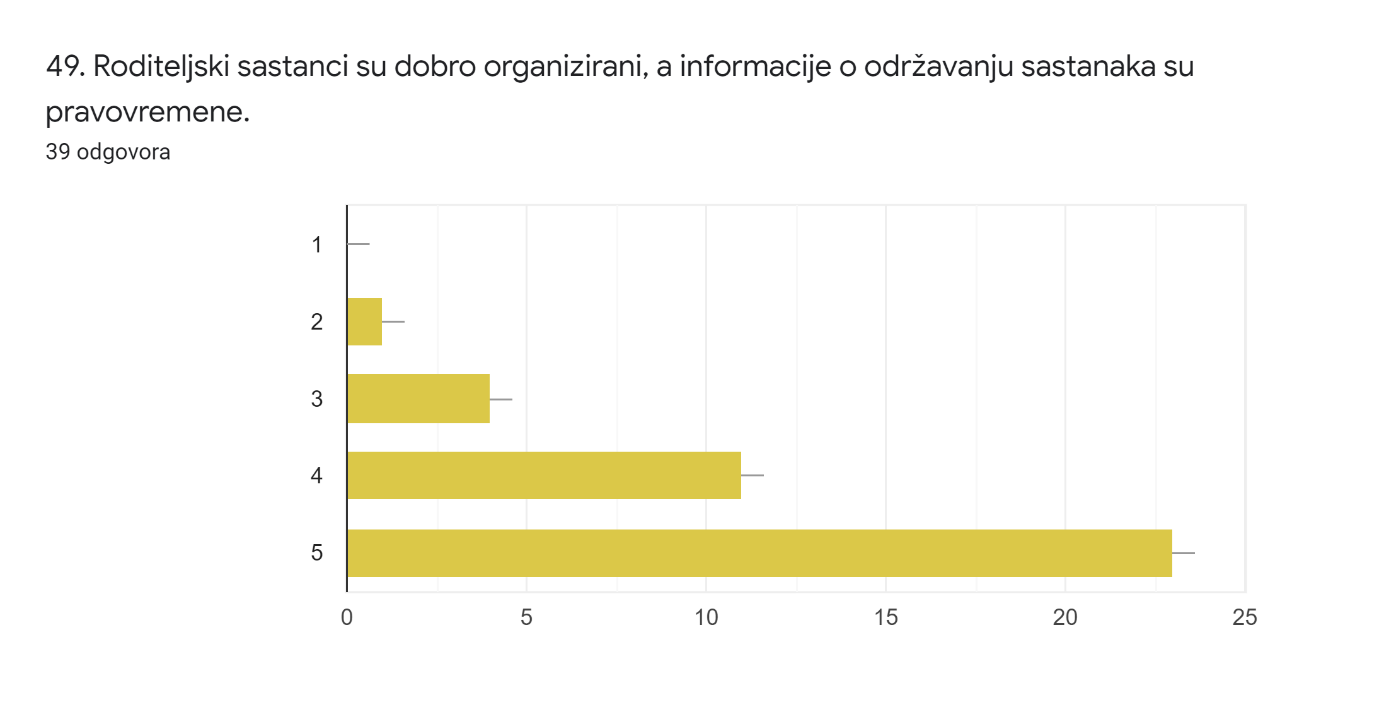 49. Roditeljski sastanci su dobro organizirani, a informacije o održavanju sastanaka su
pravovremene.
39 odgovora
1
2
3
4
5
0 5 10 15 20 25